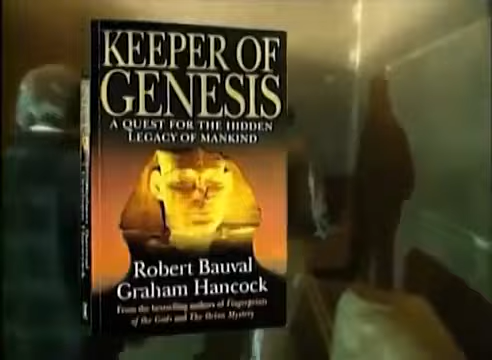 KEEPER OF
GENESIS
A QUEST FOR THE HIDDEN
LEGACY OF MANKIND
Robert Bauval
Graham Hancock
From the bestselling authors of Fingerprints
of the Gods and The Orion Mystery